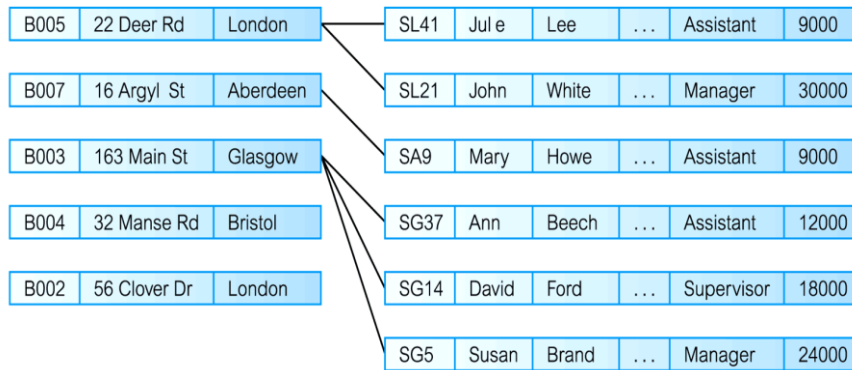 B005 22 Deer Rd London SL41 Jul e Lee ... Assistant 9000
SL21 John White ... Manager 30000
B007 16 Argyl St Aberdeen
B003 163 Main St Glasgow SA9 Mary Howe ... Assistant 9000
B004 32 Manse Rd Bristol SG37 Ann Beech ... Assistant 12000
B002 56 Clover Dr London SG14 David Ford ... Supervisor 18000
SG5 Susan Brand ... Manager 24000